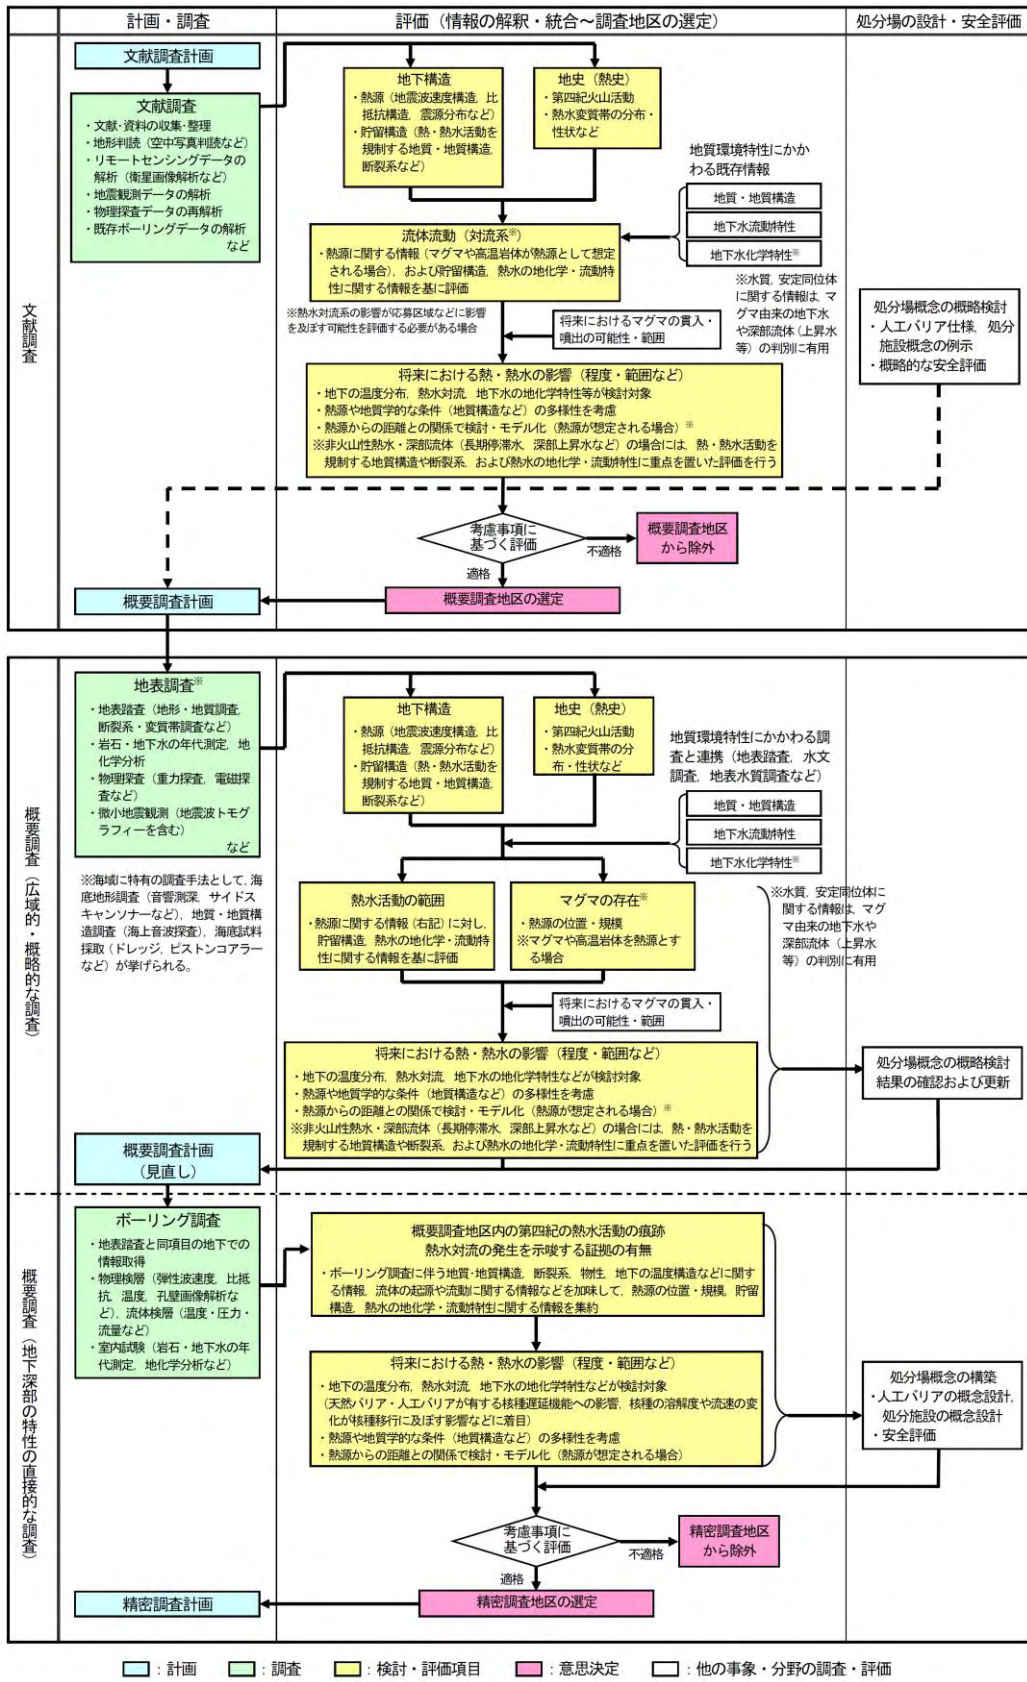 計画・調査
評価（情報の解釈・統合～調査地区の選定）
処分場の設計・安全評価
文献調査
文献調査計画
文献調査
・文献・資料の収集・整理
・地形判読（空中写真判読など）
・リモートセンシングデータの
解析（衛星画像解析など）
・地震観測データの解析
・物理探査データの再解析
・既存ボーリングデータの解析
など
地下構造
・熱源（地震波速度構造，比
抵抗構造，震源分布など）
・貯留構造（熱・熱水活動を
規制する地質・地質構造，
断裂系など）
地史（熱史）
・第四紀火山活動
・熱水変質帯の分布・
性状など
地質環境特性にかか
わる既存情報
地質・地質構造
地下水流動特性
地下水化学特性※
※水質，安定同位体
に関する情報は，マ
グマ由来の地下水
や深部流体（上昇水
等）の判別に有用
流体流動（対流系※）
・熱源に関する情報（マグマや高温岩体が熱源として想定
される場合），および貯留構造，熱水の地化学・流動特
性に関する情報を基に評価
※熱水対流系の影響が応募区域などに影響
を及ぼす可能性を評価する必要がある場合
将来におけるマグマの貫入・
噴出の可能性・範囲
処分場概念の概略検討
・人工バリア仕様，処分
施設概念の例示
・概略的な安全評価
将来における熱・熱水の影響（程度・範囲など）
・地下の温度分布，熱水対流，地下水の地化学特性等が検討対象
・熱源や地質学的な条件（地質構造など）の多様性を考慮
・熱源からの距離との関係で検討・モデル化（熱源が想定される場合）※
※非火山性熱水・深部流体（長期停滞水，深部上昇水など）の場合には，熱・熱水活動を
規制する地質構造や断裂系，および熱水の地化学・流動特性に重点を置いた評価を行う
考慮事項に
基づく評価
不適格
概要調査地区
から除外
適格
概要調査地区の選定
概要調査計画
概要調査（広域的・概略的な調査）
地表調査※
・地表踏査（地形・地質調査，
断裂系・変質帯調査など）
・岩石・地下水の年代測定，地
化学分析
・物理探査（重力探査，電磁探
査など）
・微小地震観測（地震波トモグ
ラフィーを含む）
など
※海域に特有の調査手法として，海
底地形調査（音響測深，サイドス
キャンソナーなど），地質・地質構
造調査（海上音波探査），海底試料
採取（ドレッジ，ピストンコアラー
など）が挙げられる。
地下構造
・熱源（地震波速度構造，比
抵抗構造，震源分布など）
・貯留構造（熱・熱水活動を
規制する地質・地質構造，
断裂系など）
地史（熱史）
・第四紀火山活動
・熱水変質帯の分
布・性状など
地質環境特性にかかわる調
査と連携（地表踏査，水文
調査，地表水質調査など）
地質・地質構造
地下水流動特性
地下水化学特性※
※水質，安定同位体に
関する情報は，マグ
マ由来の地下水や
深部流体（上昇水
等）の判別に有用
熱水活動の範囲
・熱源に関する情報（右記）に対し，
貯留構造，熱水の地化学・流動特
性に関する情報を基に評価
マグマの存在※
・熱源の位置・規模
※マグマや高温岩体を熱源とす
る場合
将来におけるマグマの貫入・
噴出の可能性・範囲
将来における熱・熱水の影響（程度・範囲など）
・地下の温度分布，熱水対流，地下水の地化学特性などが検討対象
・熱源や地質学的な条件（地質構造など）の多様性を考慮
・熱源からの距離との関係で検討・モデル化（熱源が想定される場合）※
※非火山性熱水・深部流体（長期停滞水，深部上昇水など）の場合には，熱・熱水活動を
規制する地質構造や断裂系，および熱水の地化学・流動特性に重点を置いた評価を行う
処分場概念の概略検討
結果の確認および更新
概要調査計画
（見直し）
概要調査（地下深部の特性の直接的な調査）
ボーリング調査
・地表踏査と同項目の地下での
情報取得
・物理検層（弾性波速度，比抵
抗，温度，孔壁画像解析な
ど），流体検層（温度・圧力・
流量など）
・室内試験（岩石・地下水の年
代測定，地化学分析など）
概要調査地区内の第四紀の熱水活動の痕跡
熱水対流の発生を示唆する証拠の有無
・ボーリング調査に伴う地質・地質構造，断裂系，物性，地下の温度構造などに関す
る情報，流体の起源や流動に関する情報などを加味して，熱源の位置・規模，貯留
構造，熱水の地化学・流動特性に関する情報を集約
将来における熱・熱水の影響（程度・範囲など）
・地下の温度分布，熱水対流，地下水の地化学特性などが検討対象
（天然バリア・人工バリアが有する核種遅延機能への影響，核種の溶解度や流速の変
化が核種移行に及ぼす影響などに着目）
・熱源や地質学的な条件（地質構造など）の多様性を考慮
・熱源からの距離との関係で検討・モデル化（熱源が想定される場合）
処分場概念の構築
・人工バリアの概念設計，
処分施設の概念設計
・安全評価
考慮事項に
基づく評価
不適格
精密調査地区
から除外
適格
精密調査地区の選定
精密調査計画
：計画
：調査
：検討・評価項目
：意思決定
：他の事象・分野の調査・評価